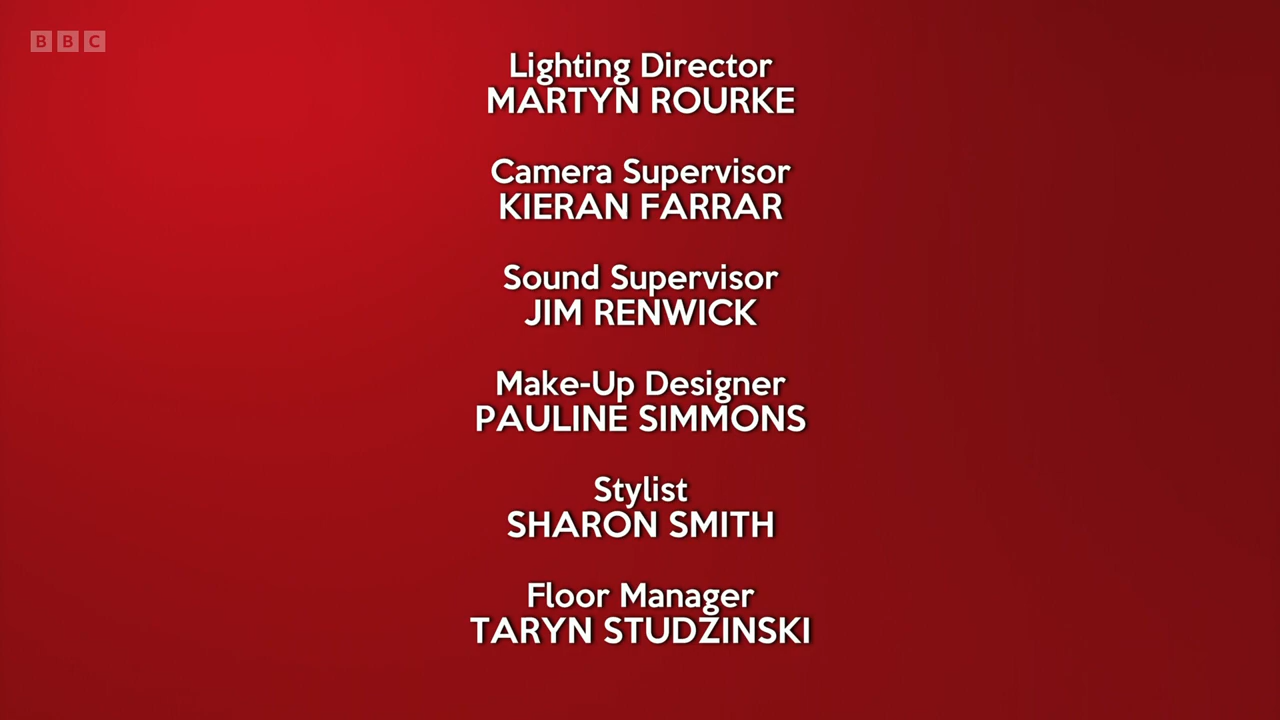 BBC
Lighting Director
MARTYN ROURKE
Camera Supervisor
KIERAN FARRAR
Sound Supervisor
JIM RENWICK
Make-Up Designer
PAULINE SIMMONS
Stylist
SHARON SMITH
Floor Manager
TARYN STUDZINSKI